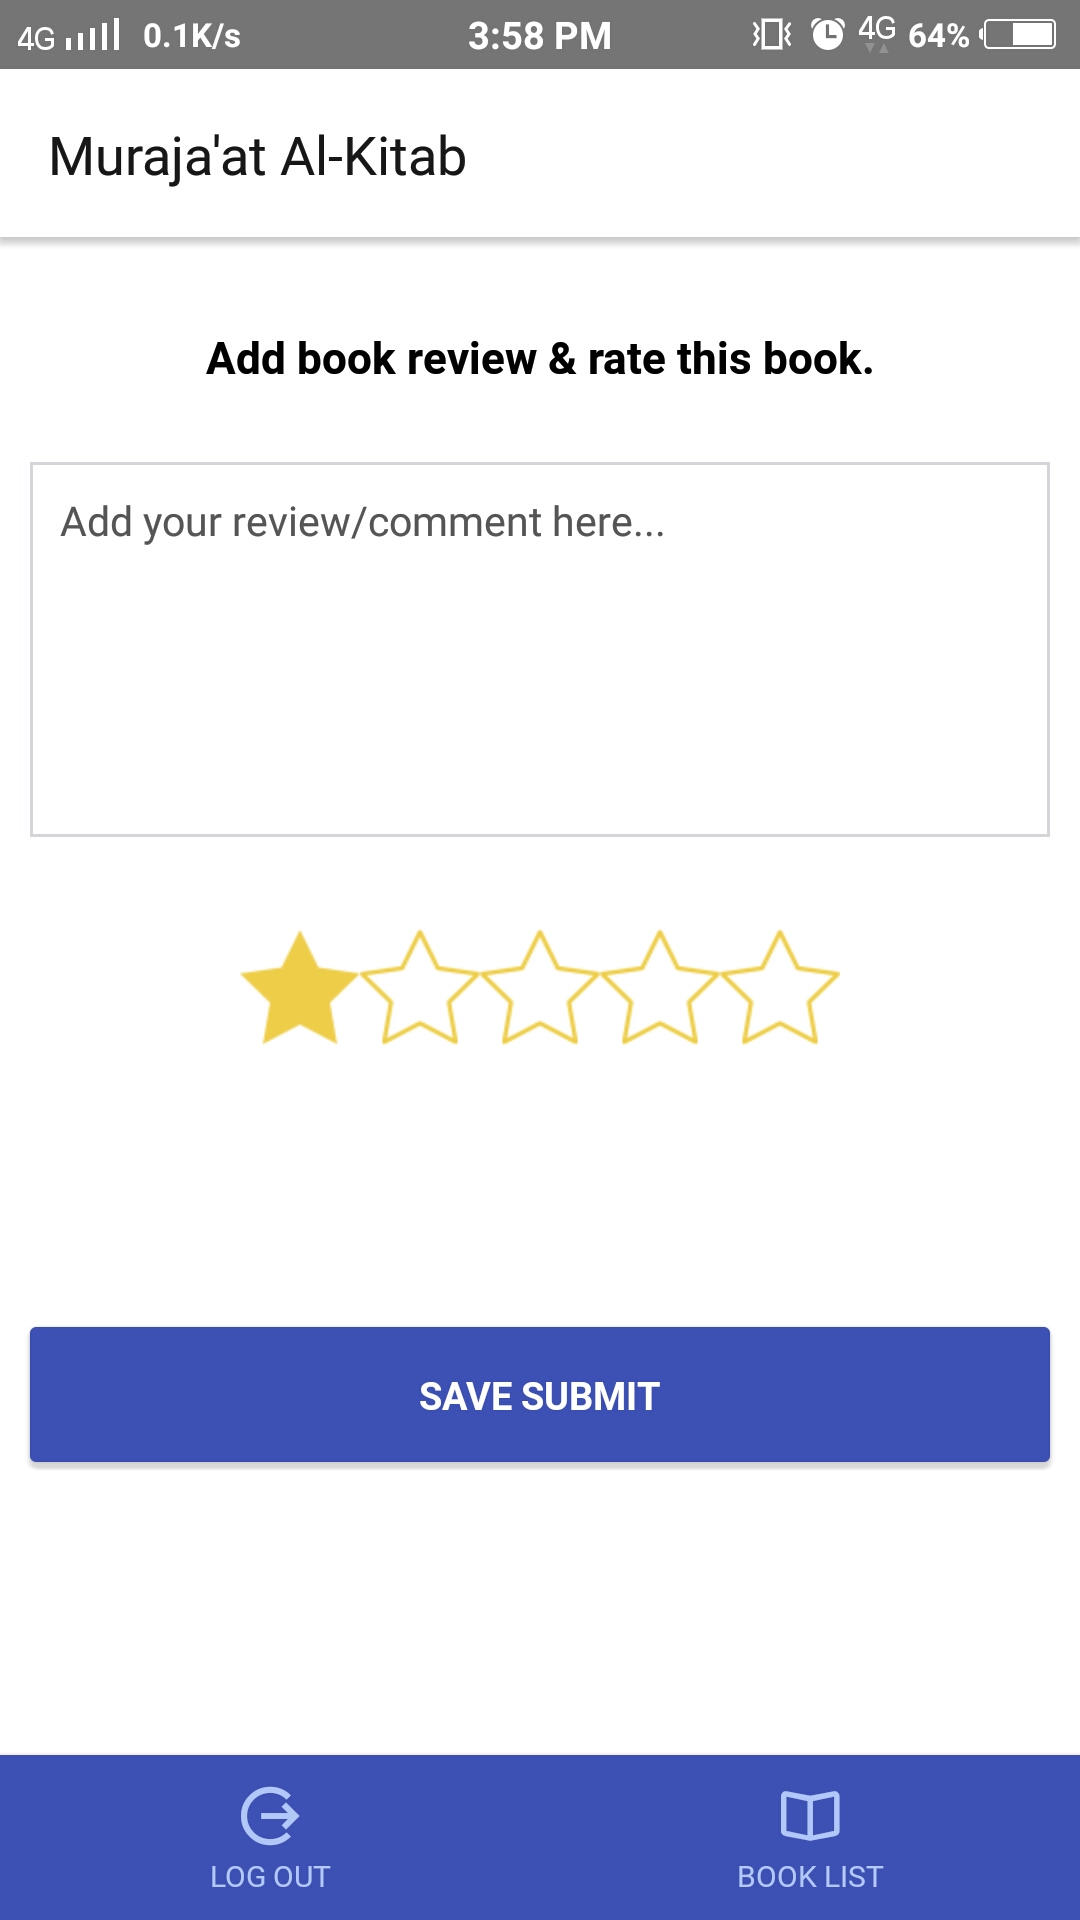 4G 0.1K/s 3:58 PM 4G 64%
Muraja'at Al-Kitab
Add book review & rate this book.
Add your review/comment here...
SAVE SUBMIT
LOG OUT BOOK LIST